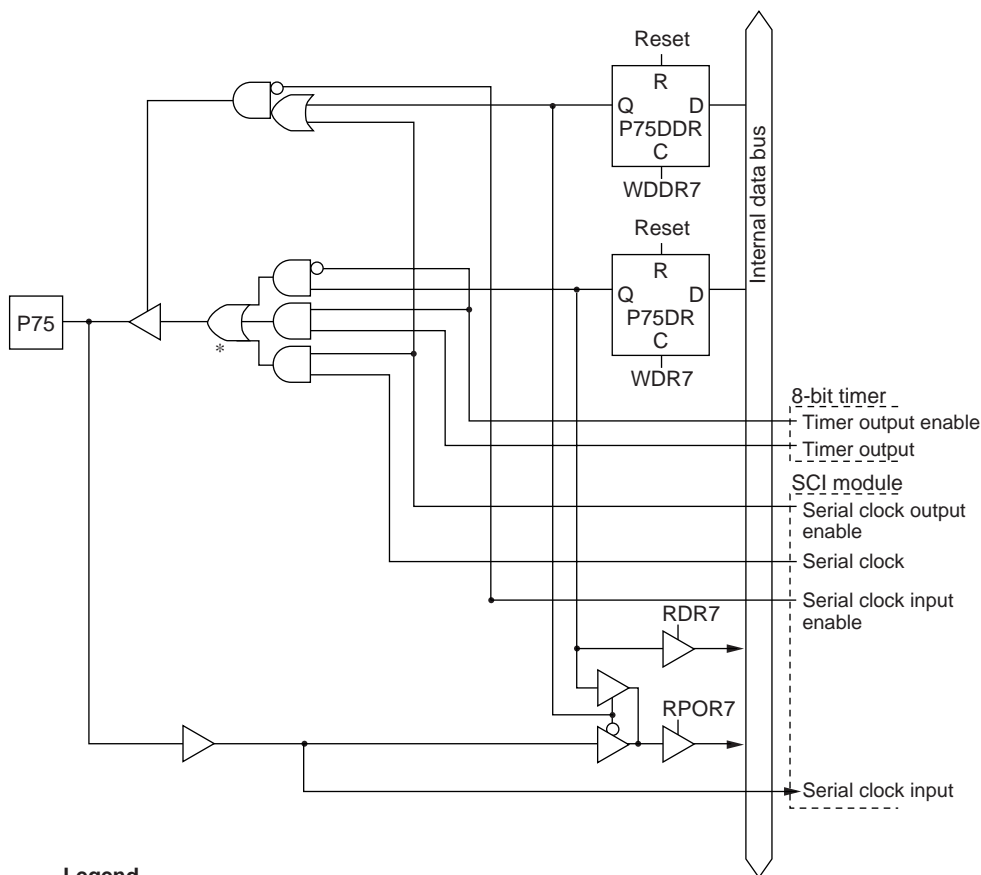 Reset
R
Q D
P75DDR
C
WDDR7
Internal data bus
Reset
R
Q D
P75DR
C
WDR7
P75
*
8-bit timer
Timer output enable
Timer output
SCI module
Serial clock output
enable
Serial clock
Serial clock input
enable
RDR7
RPOR7
Serial clock input
Legend